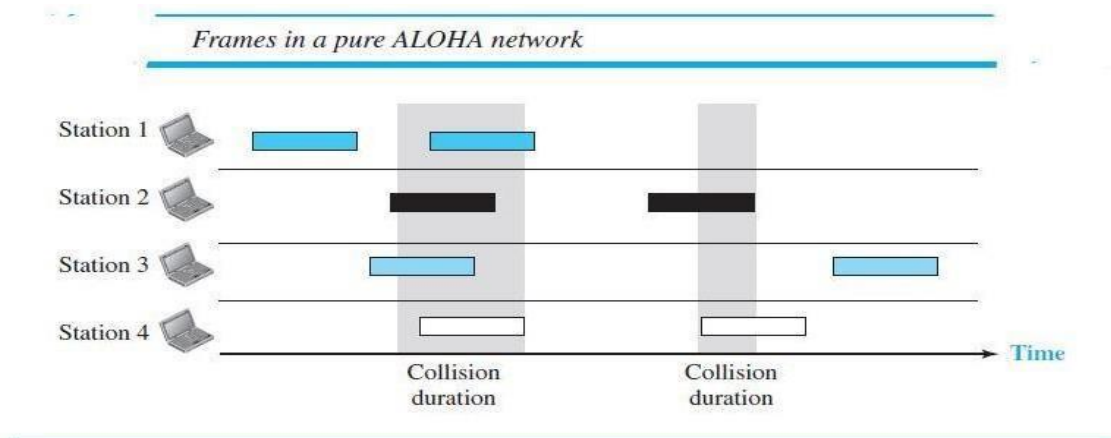 Frames in a pure ALOHA network
Station 1
Station 2
Station 3
Station 4
Time
Collision
duration
Collision
duration